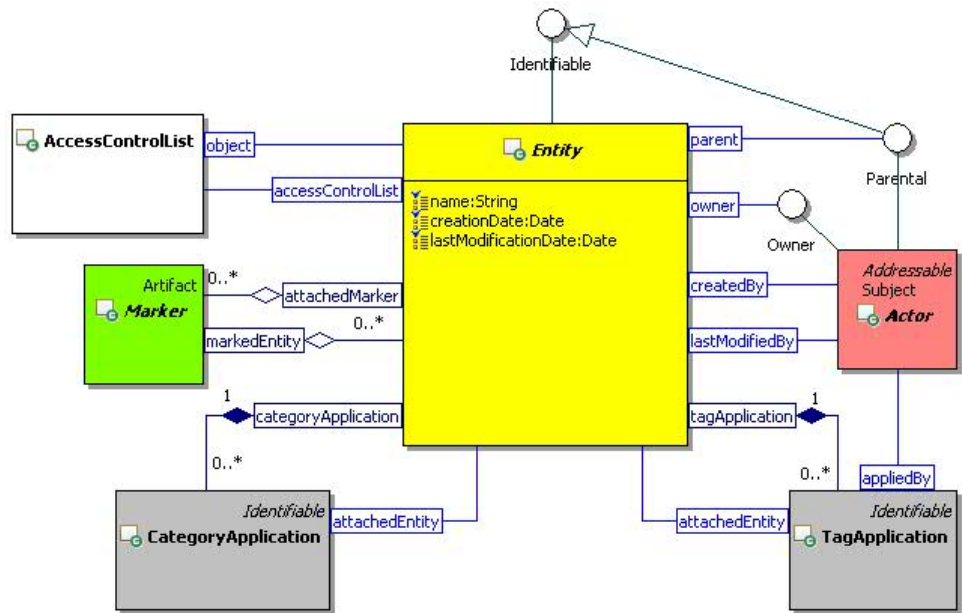 Identifiable
AccessControlList
object
Entity
parent
Parental
accessControlList
name:String
creationDate:Date
lastModificationDate:Date
owner
Owner
Artifact
Marker
0..*
attachedMarker
createdBy
Addressable
Subject
Actor
markedEntity
0..*
lastModifiedBy
1
categoryApplication
tagApplication
1
0..*
0..*
appliedBy
Identifiable
CategoryApplication
attachedEntity
attachedEntity
Identifiable
TagApplication